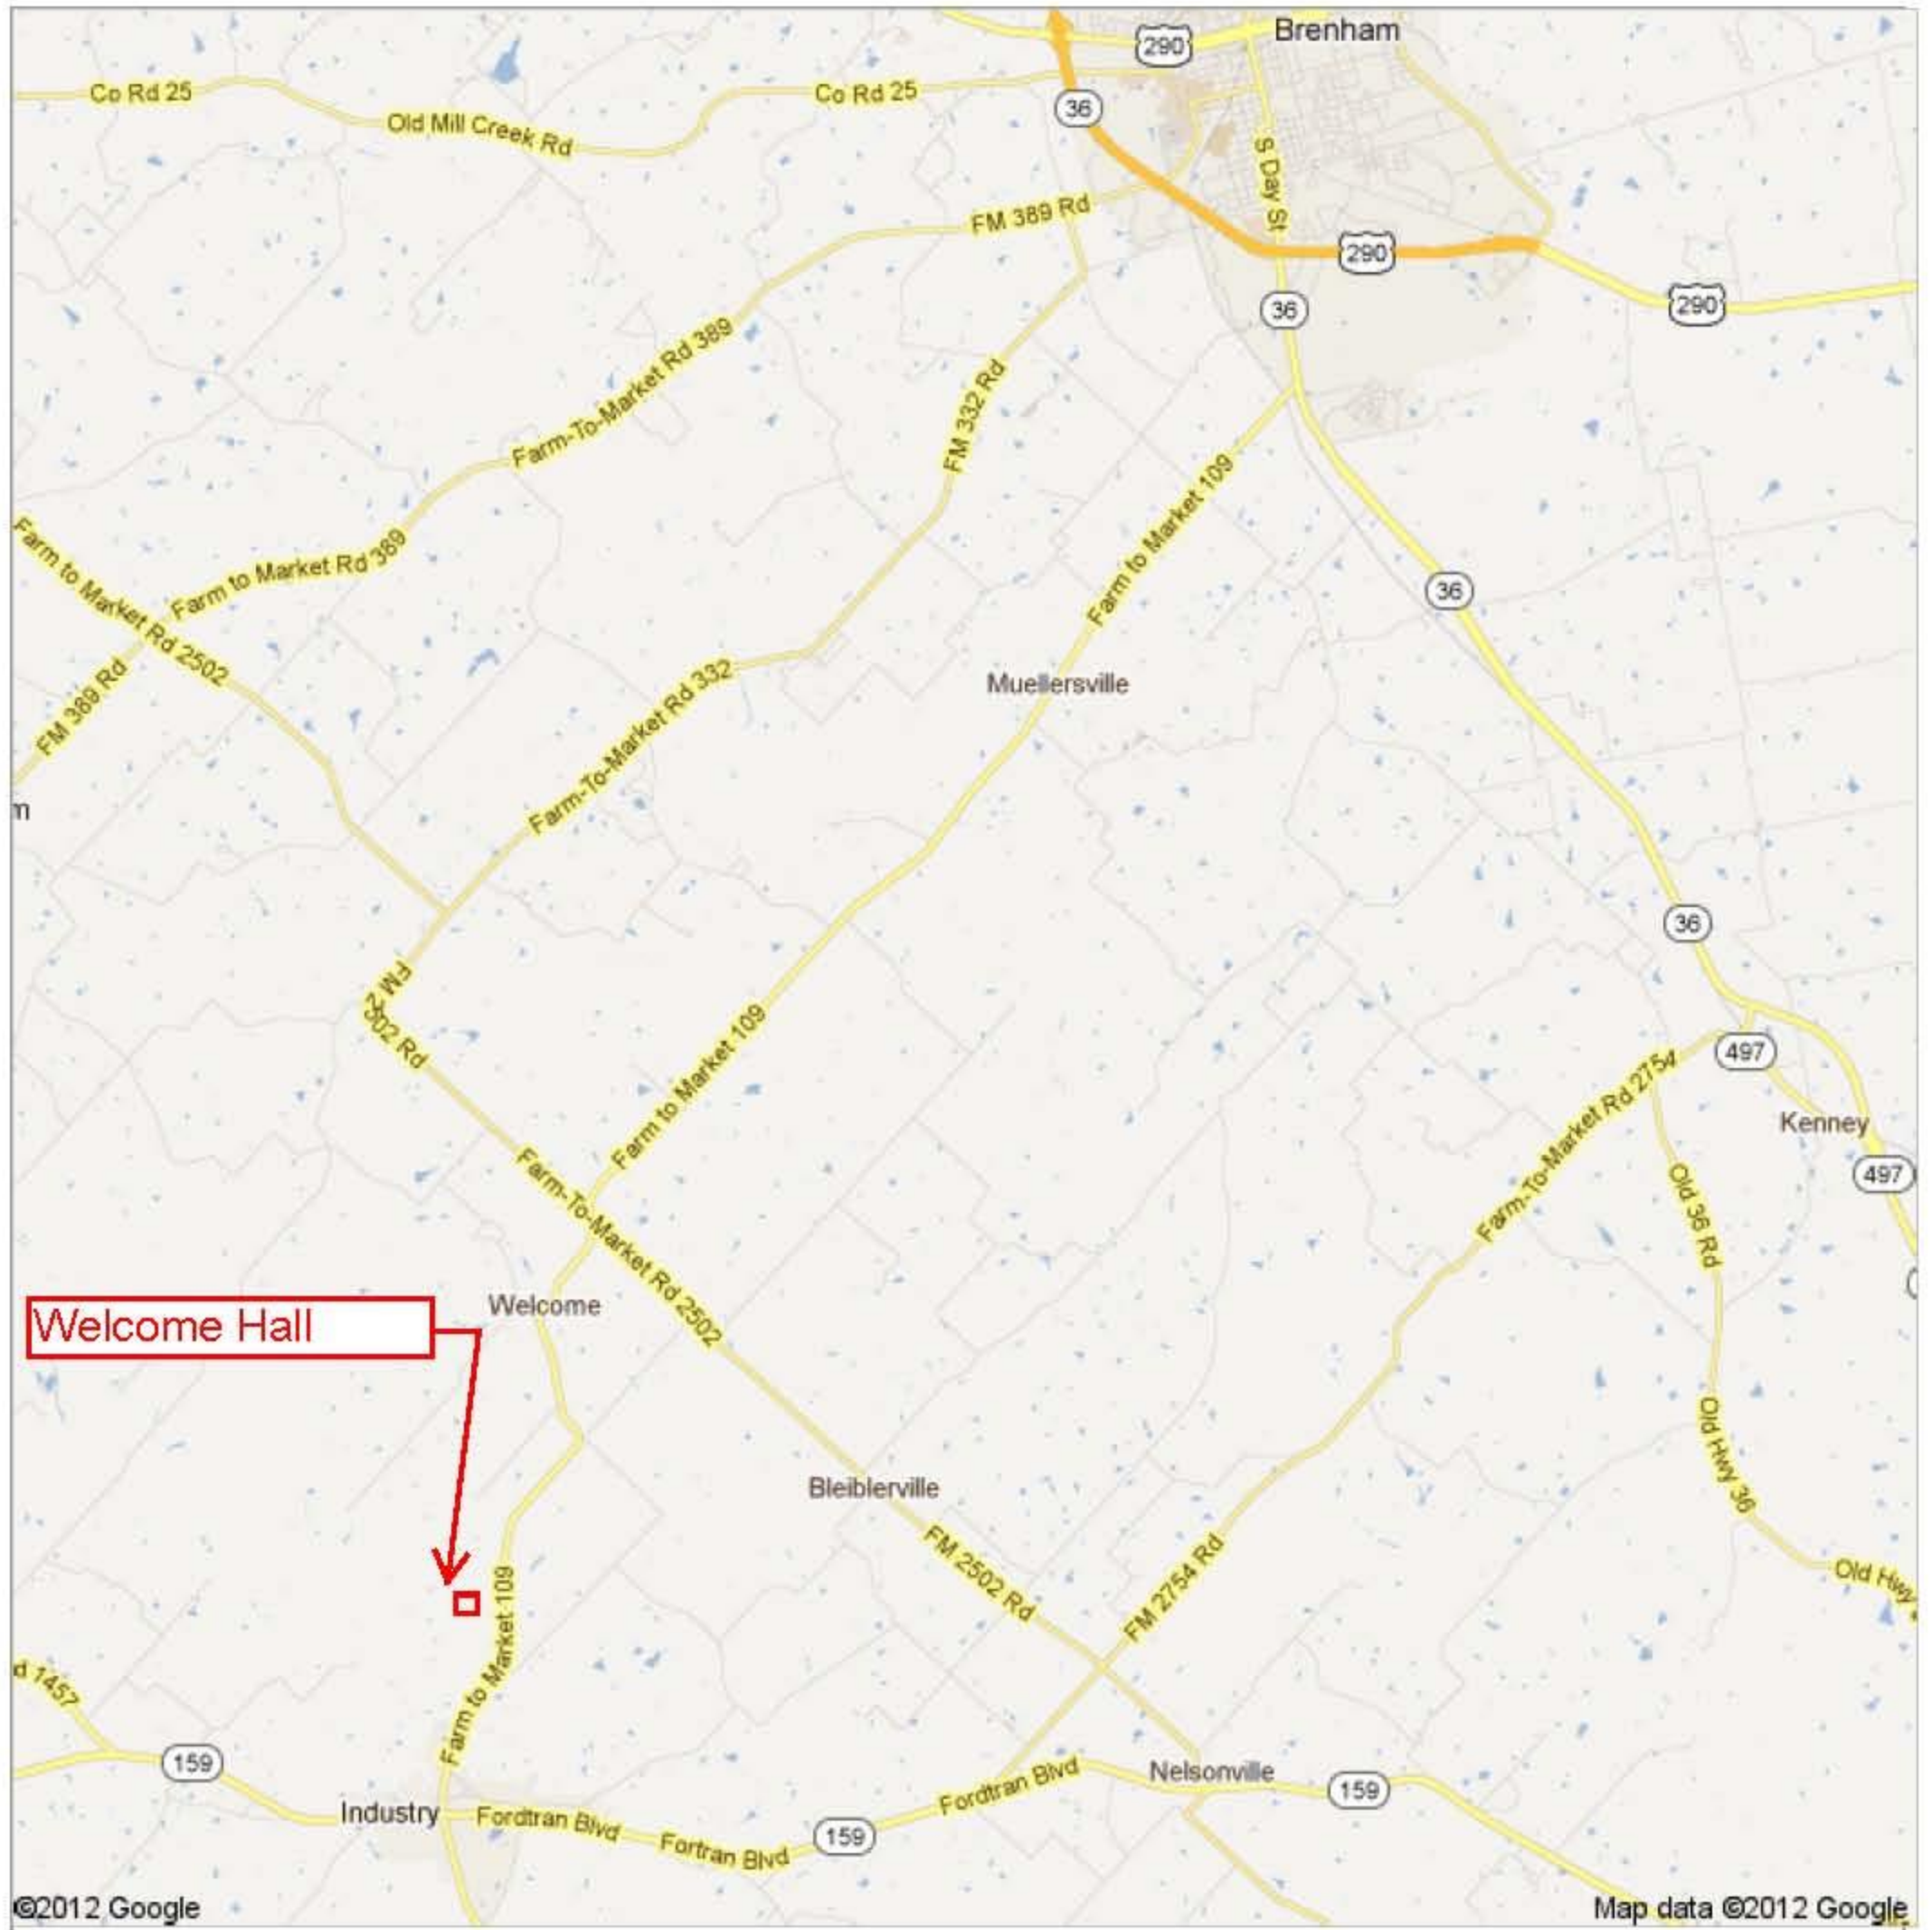 Brenham
290
Co Rd 25
Co Rd 25
36
Old Mill Creek Rd
S Day St
FM 389 Rd
290
290
36
Farm-To-Market Rd 389
FM 332 Rd
Farm to Market 109
Farm to Market Rd 389
Farm to Market Rd 2502
36
FM 389 Rd
Muellersville
Farm-To-Market Rd 332
m
36
FM 2502 Rd
Farm to Market 109
497
Farm-To-Market Rd 2754
Kenney
497
Old 36 Rd
Farm-To-Market Rd 2502
Welcome
Welcome Hall
Old Hwy 36
Bleiblerville
FM 2502 Rd
FM 2754 Rd
Old Hwy
Farm to Market 109
d 1457
159
Nelsonville
159
Fordtran Blvd
Industry
Fordtran Blvd
Fortran Blvd
159
©2012 Google
Map data ©2012 Google